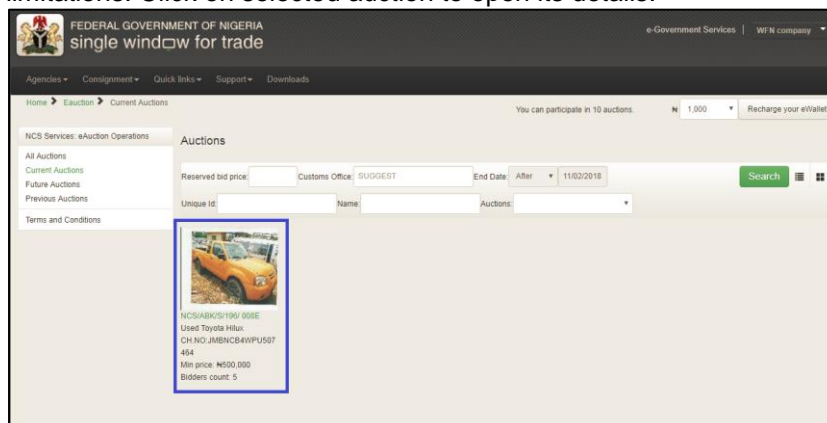 limitations. Click on selected auction to open its details.
FEDERAL GOVERNMENT OF NIGERIA
single window for trade
e-Government Services | WFN company
Agencies Consignment Quick links Support Downloads
Home > Eauction > Current Auctions
You can participate in 10 auctions. ₦ 1,000 Recharge your eWallet
NCS Services: eAuction Operations
All Auctions
Current Auctions
Future Auctions
Previous Auctions
Terms and Conditions
Auctions
Reserved bid price: Customs Office: SUGGEST End Date: After 11/02/2018 Search
Unique Id: Name: Auctions:
NCS/ABK/S/196/ 008E
Used Toyota Hilux
CH.NO:JMBNCB4WPU507
464
Min price: ₦500,000
Bidders count: 5